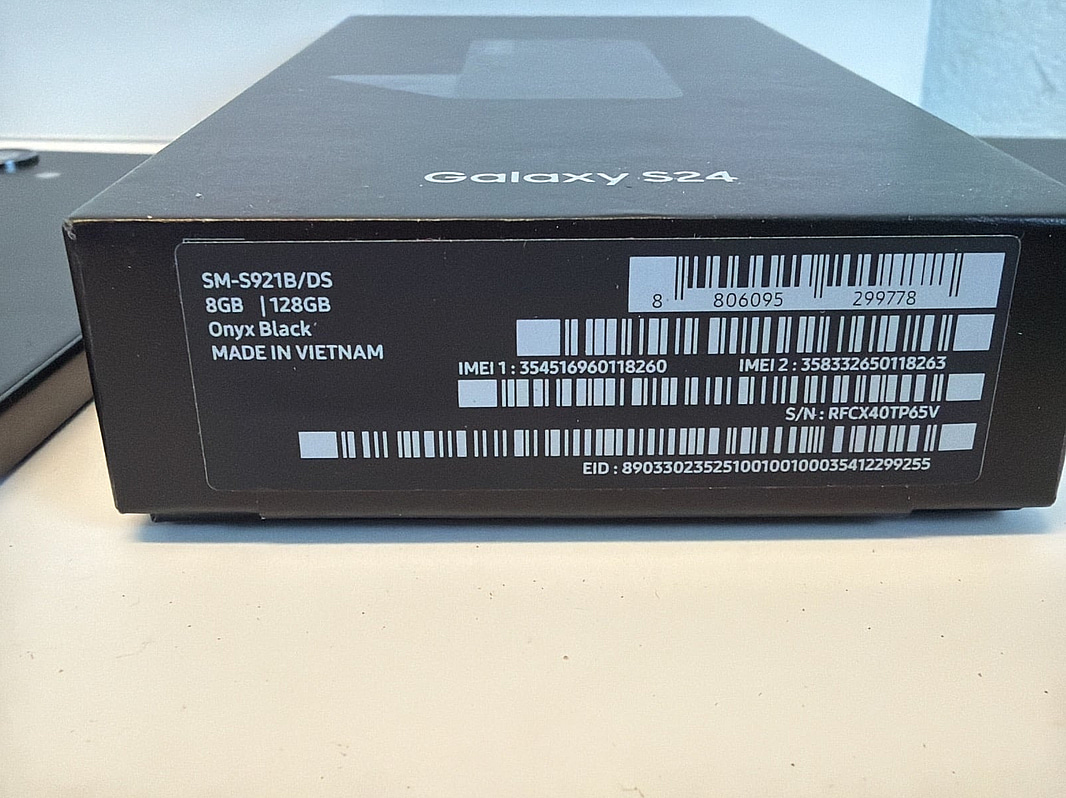 Galaxy S24
SM-S921B/DS
8GB | 128GB
Onyx Black
MADE IN VIETNAM
8 806095 299778
IMEI 1 : 354516960118260 IMEI 2 : 358332650118263
S/N : RFCX40TP65V
EID : 89033023525100100100035412299255